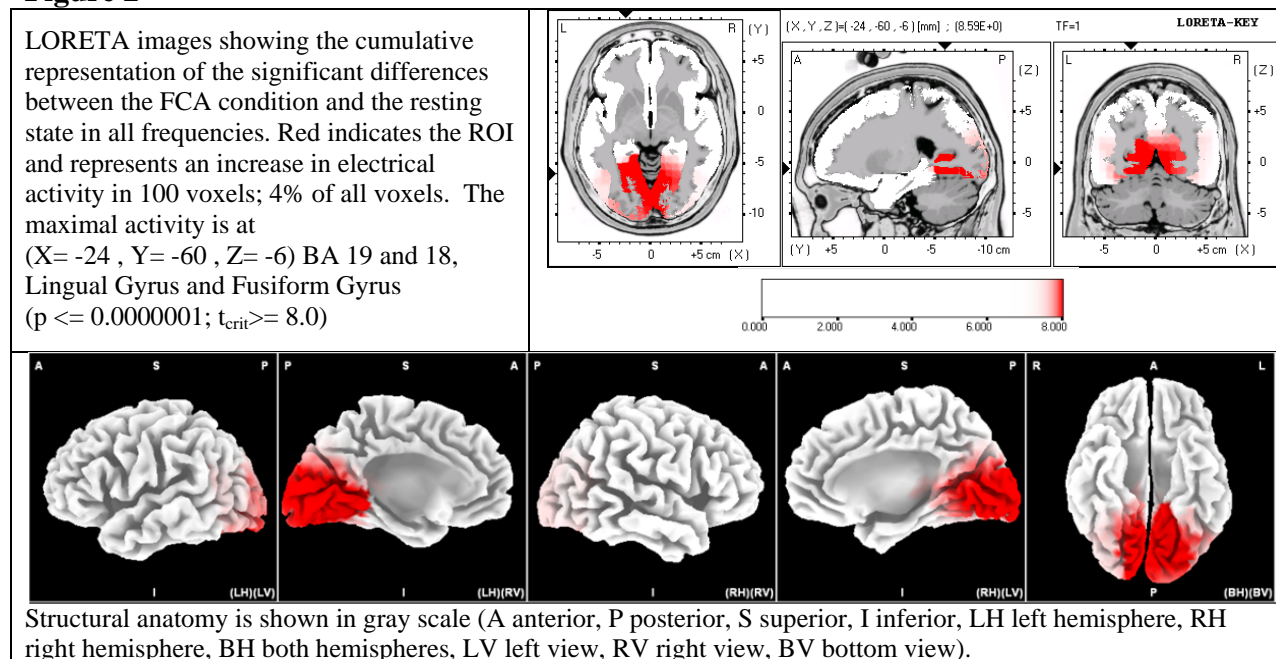 LORETA images showing the cumulative
representation of the significant differences
between the FCA condition and the resting
state in all frequencies. Red indicates the ROI
and represents an increase in electrical
activity in 100 voxels; 4% of all voxels.  The
maximal activity is at
(X= -24 , Y= -60 , Z= -6) BA 19 and 18,
Lingual Gyrus and Fusiform Gyrus
(p <= 0.0000001; tcrit>= 8.0)
(X,Y,Z)=( -24 , -60 , -6) [mm] ; (8.59E+0) TF=1 LORETA-KEY
L R (Y)
+5
0
-5
-10
-5 0 +5 cm (X)
A P (Z)
+5
0
-5
(Y) +5 0 -5 -10 cm
L R (Z)
+5
0
-5
-5 0 +5 cm (X)
0.000 2.000 4.000 6.000 8.000
A S P
I (LH)(LV)
P S A
I (LH)(RV)
P S A
I (RH)(RV)
A S P
I (RH)(LV)
R A L
P (BH)(BV)
Structural anatomy is shown in gray scale (A anterior, P posterior, S superior, I inferior, LH left hemisphere, RH
right hemisphere, BH both hemispheres, LV left view, RV right view, BV bottom view).